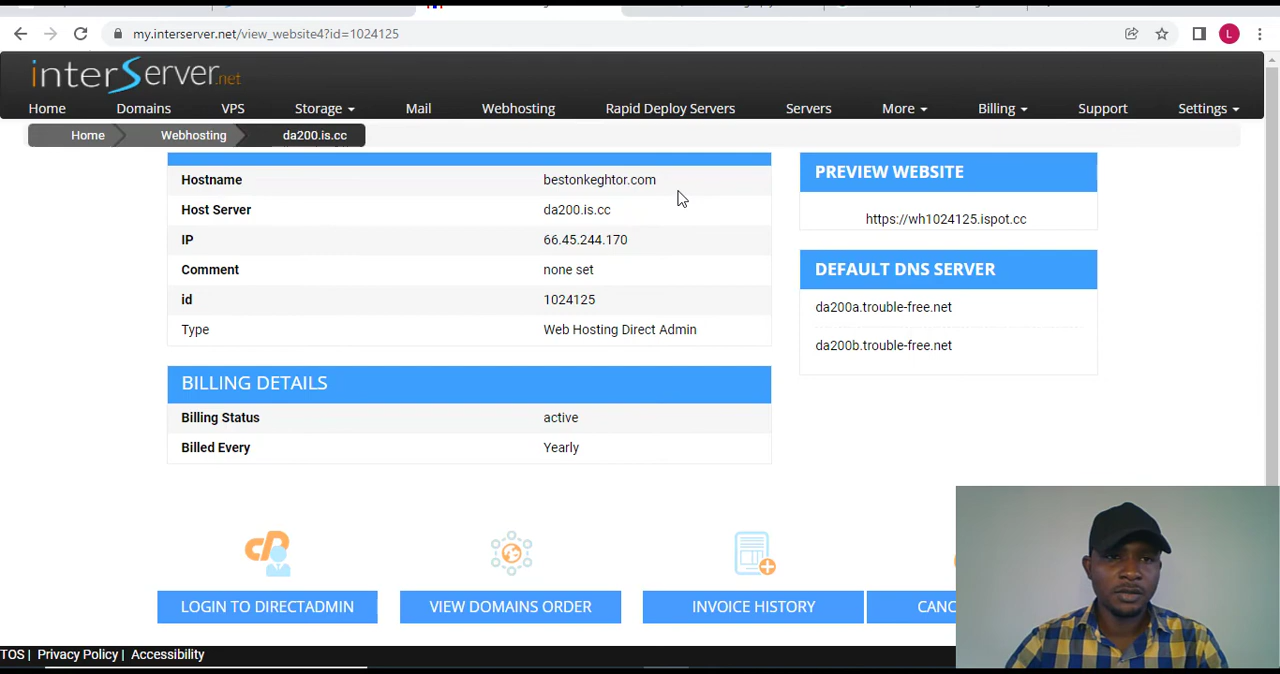 my.interserver.net/view_website4?id=1024125
L
interServer.net
Home Domains VPS Storage Mail Webhosting Rapid Deploy Servers Servers More Billing Support Settings
Home Webhosting da200.is.cc
Hostname bestonkeghtor.com
Host Server da200.is.cc
IP 66.45.244.170
Comment none set
id 1024125
Type Web Hosting Direct Admin
BILLING DETAILS
Billing Status active
Billed Every Yearly
PREVIEW WEBSITE
https://wh1024125.ispot.cc
DEFAULT DNS SERVER
da200a.trouble-free.net
da200b.trouble-free.net
LOGIN TO DIRECTADMIN VIEW DOMAINS ORDER INVOICE HISTORY CANC
TOS | Privacy Policy | Accessibility